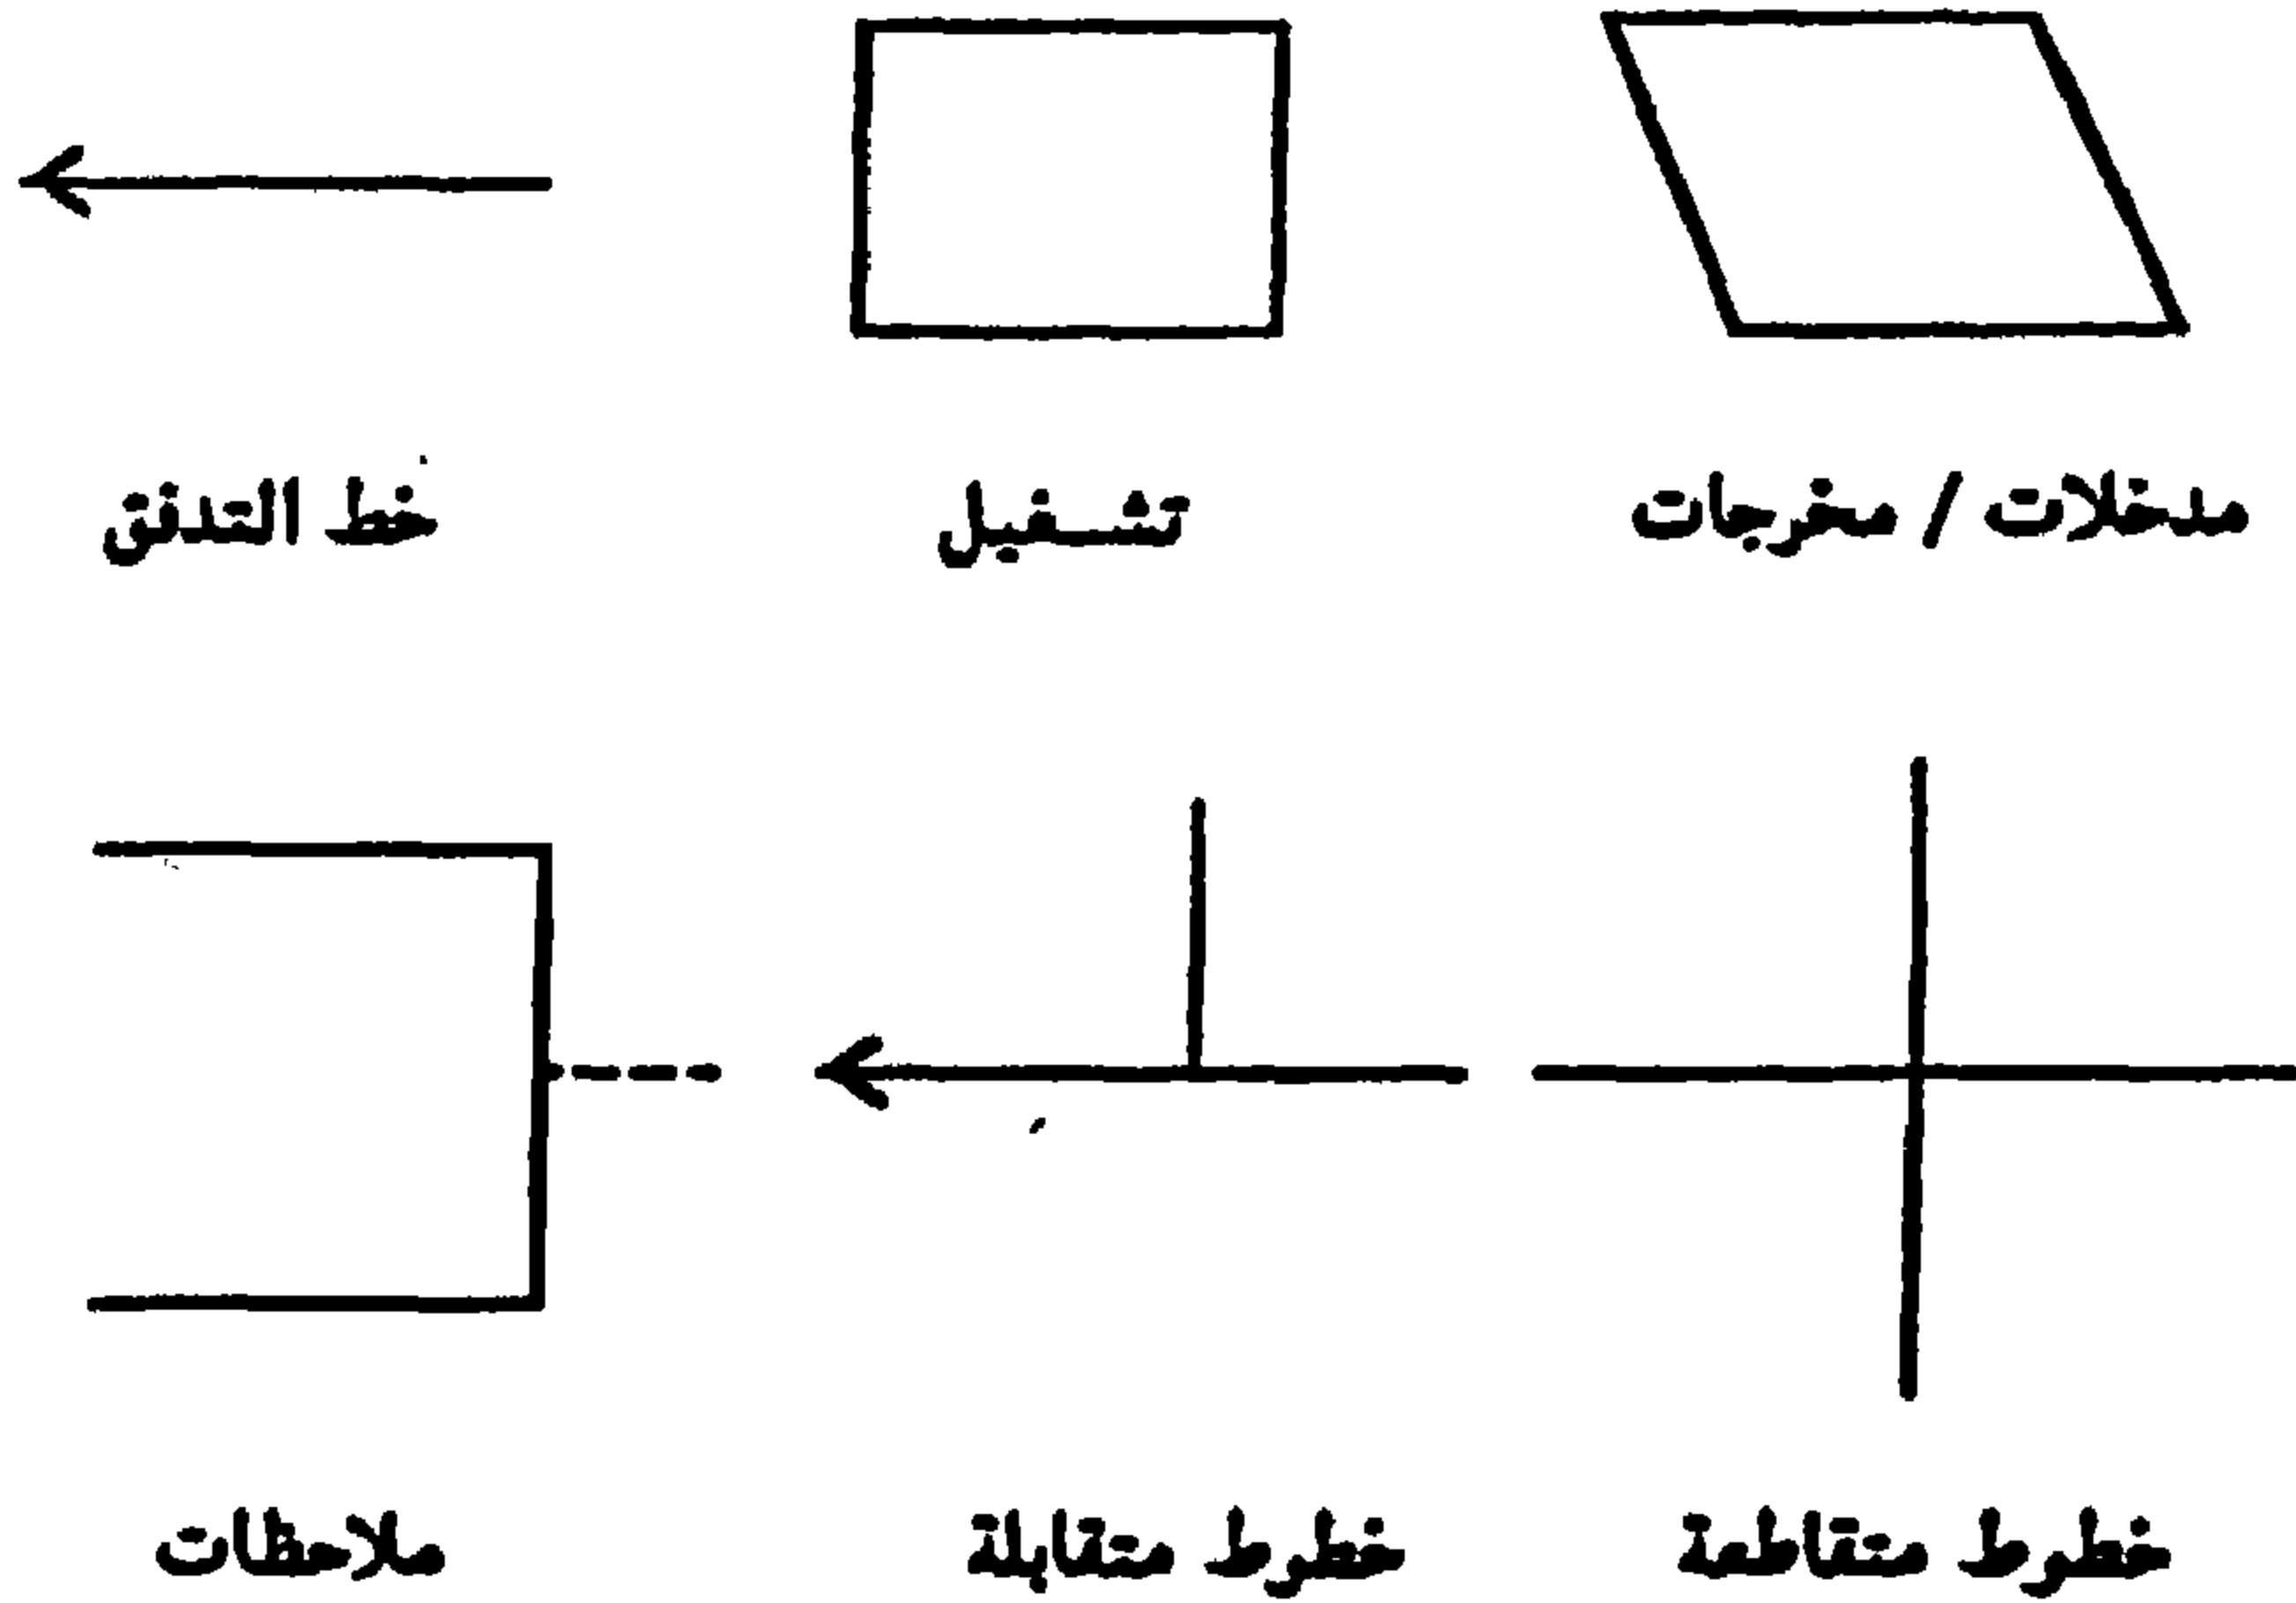 مدخلات / مخرجات
تشغيل
خط التدفق
خطوط متقاطعة
خطوط متقابلة
ملاحظات